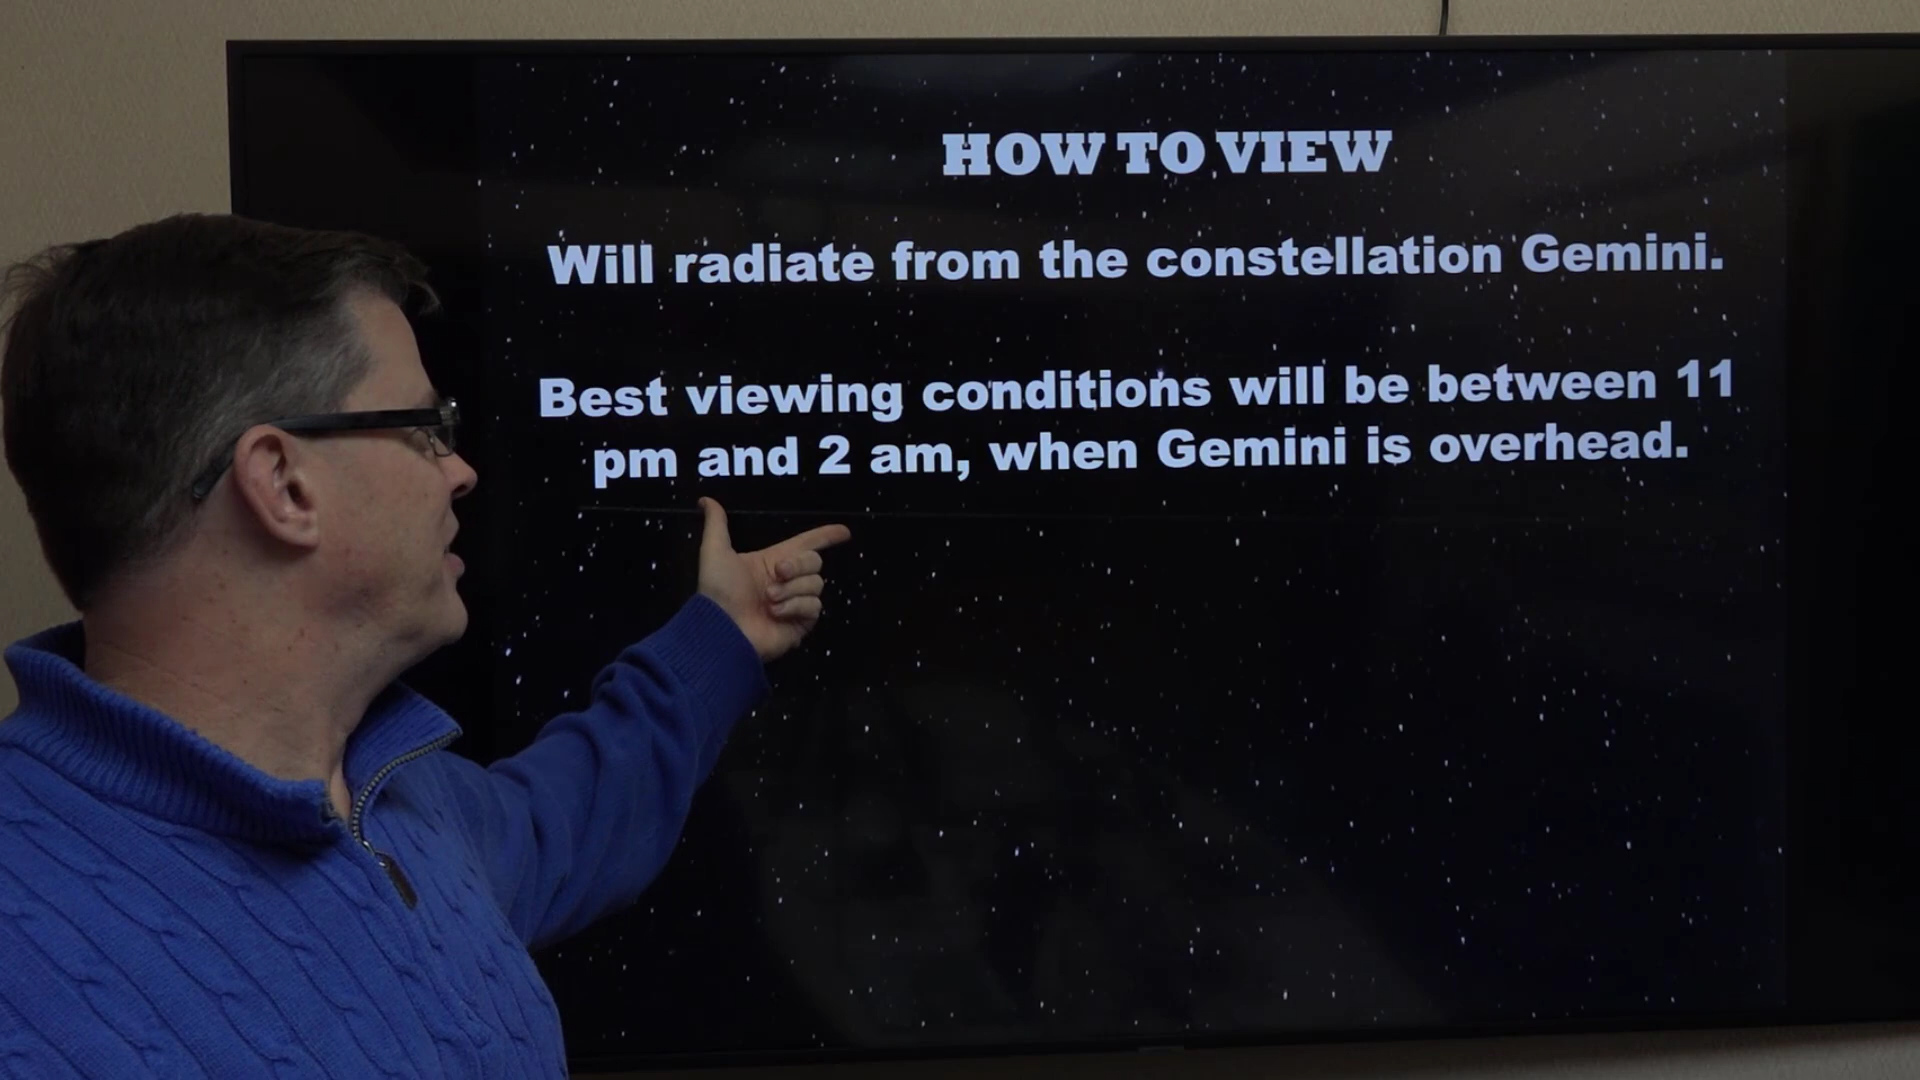 HOW TO VIEW
Will radiate from the constellation Gemini.
Best viewing conditions will be between 11
pm and 2 am, when Gemini is overhead.